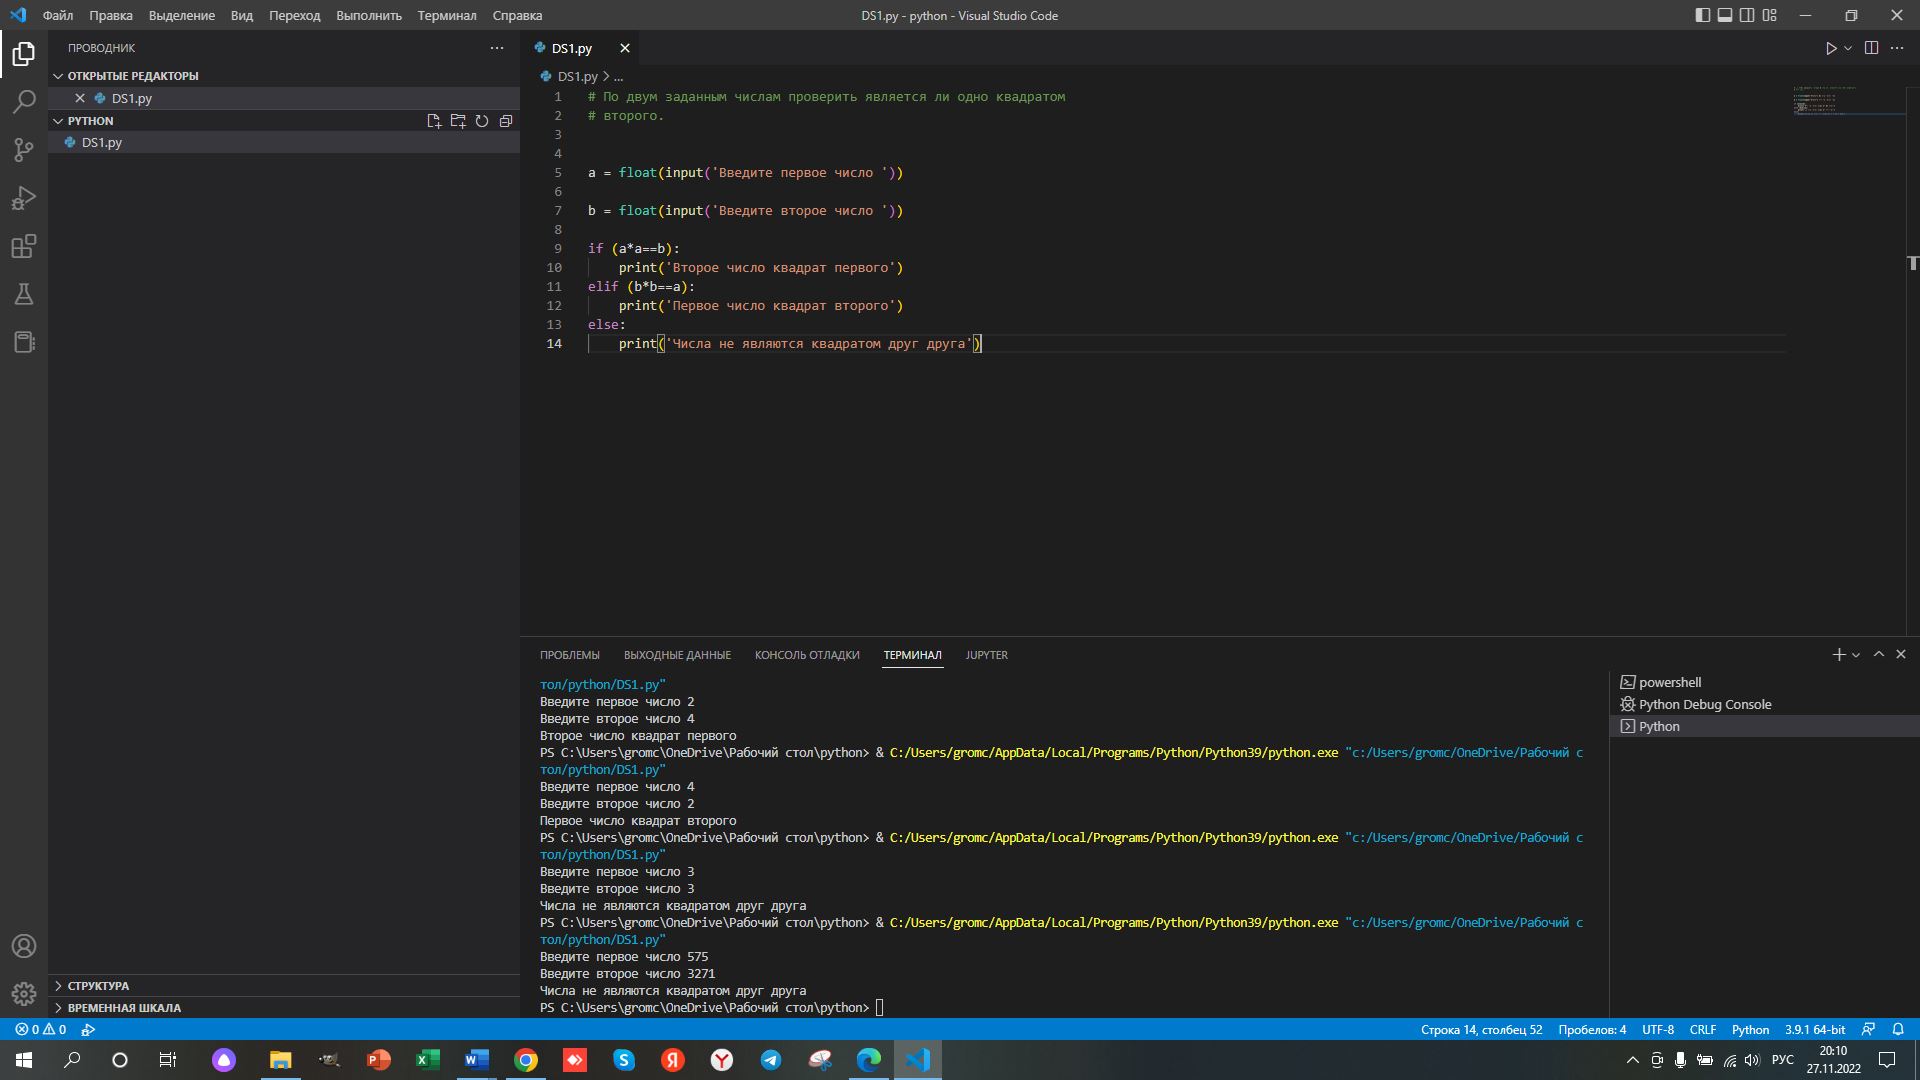 Файл Правка Выделение Вид Переход Выполнить Терминал Справка
DS1.py - python - Visual Studio Code
ПРОВОДНИК
ОТКРЫТЫЕ РЕДАКТОРЫ
DS1.py
PYTHON
DS1.py
DS1.py
DS1.py > ...
1 # По двум заданным числам проверить является ли одно квадратом
2 # второго.
3
4
5 a = float(input('Введите первое число '))
6
7 b = float(input('Введите второе число '))
8
9 if (a*a==b):
10 print('Второе число квадрат первого')
11 elif (b*b==a):
12 print('Первое число квадрат второго')
13 else:
14 print('Числа не являются квадратом друг друга')
ПРОБЛЕМЫ ВЫХОДНЫЕ ДАННЫЕ КОНСОЛЬ ОТЛАДКИ ТЕРМИНАЛ JUPYTER
тол/python/DS1.py"
Введите первое число 2
Введите второе число 4
Второе число квадрат первого
PS C:\Users\gromc\OneDrive\Рабочий стол\python> & C:/Users/gromc/AppData/Local/Programs/Python/Python39/python.exe "c:/Users/gromc/OneDrive/Рабочий с
тол/python/DS1.py"
Введите первое число 4
Введите второе число 2
Первое число квадрат второго
PS C:\Users\gromc\OneDrive\Рабочий стол\python> & C:/Users/gromc/AppData/Local/Programs/Python/Python39/python.exe "c:/Users/gromc/OneDrive/Рабочий с
тол/python/DS1.py"
Введите первое число 3
Введите второе число 3
Числа не являются квадратом друг друга
PS C:\Users\gromc\OneDrive\Рабочий стол\python> & C:/Users/gromc/AppData/Local/Programs/Python/Python39/python.exe "c:/Users/gromc/OneDrive/Рабочий с
тол/python/DS1.py"
Введите первое число 575
Введите второе число 3271
Числа не являются квадратом друг друга
PS C:\Users\gromc\OneDrive\Рабочий стол\python>
powershell
Python Debug Console
Python
СТРУКТУРА
ВРЕМЕННАЯ ШКАЛА
0 0
Строка 14, столбец 52 Пробелов: 4 UTF-8 CRLF Python 3.9.1 64-bit
РУС
20:10
27.11.2022